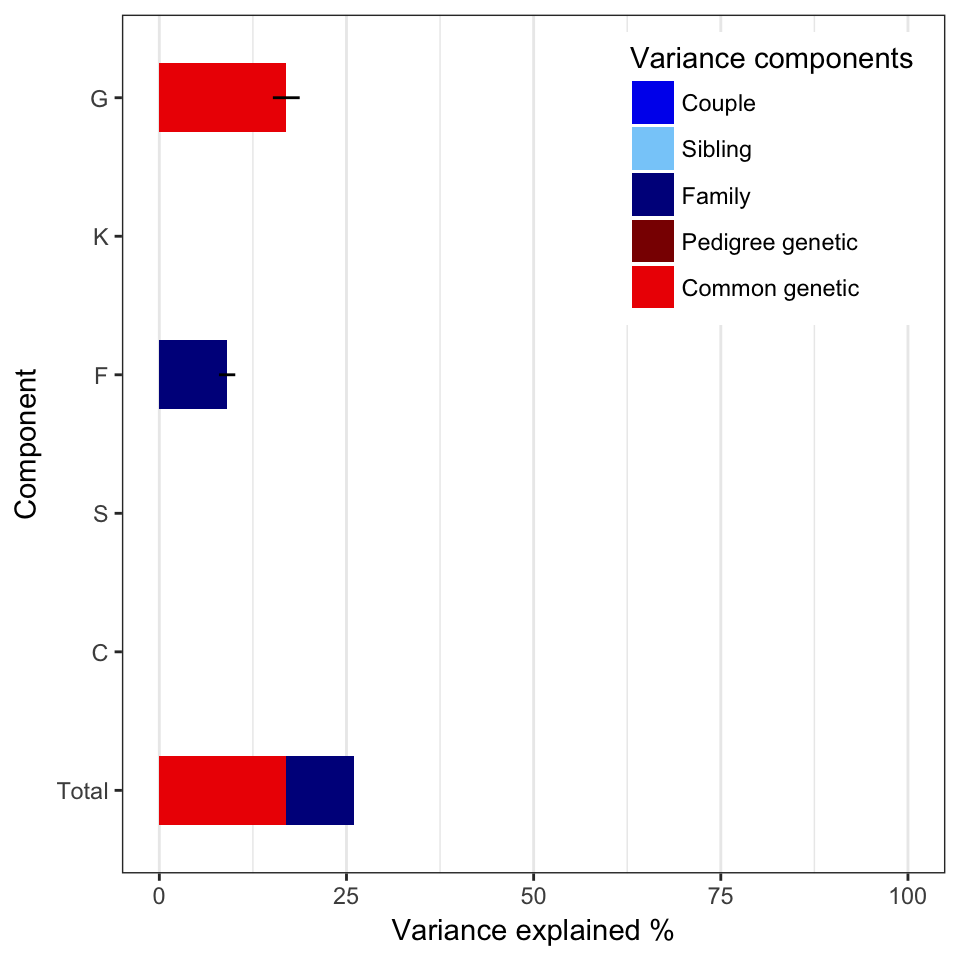 Variance components
Couple
Sibling
Family
Pedigree genetic
Common genetic
G
K
F
S
C
Total
Component
0 25 50 75 100
Variance explained %